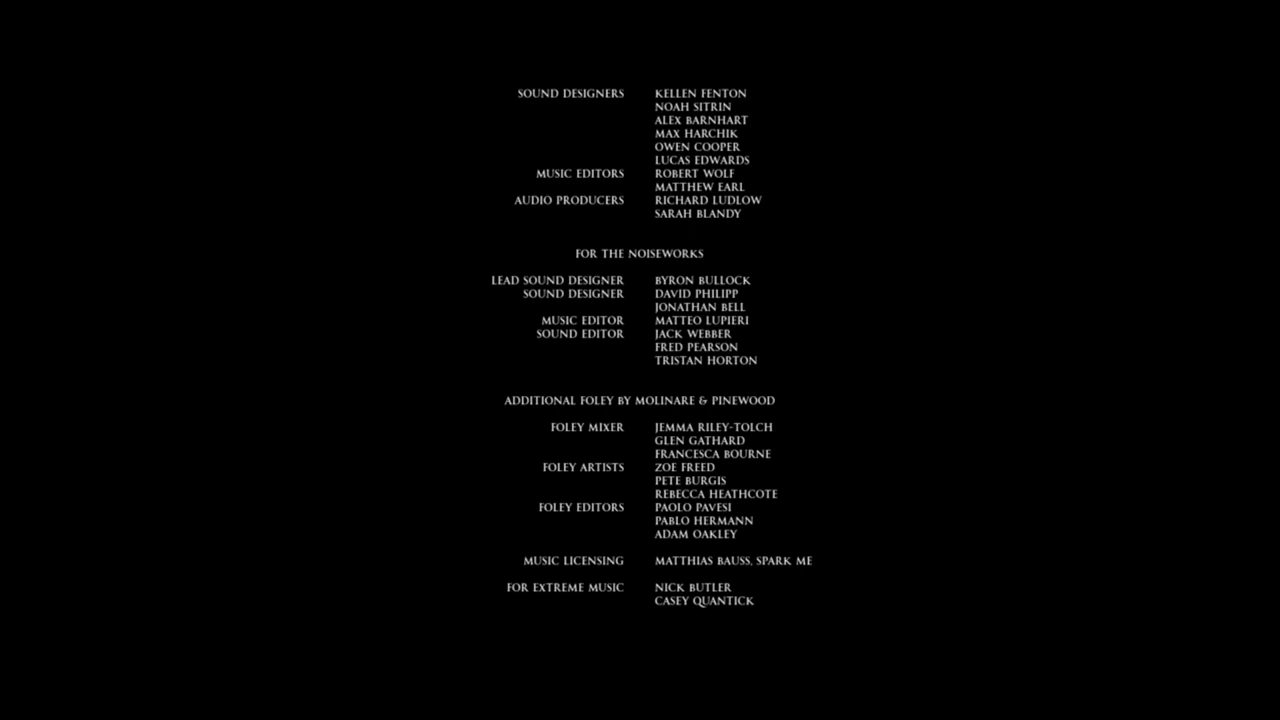 SOUND DESIGNERS KELLEN FENTON
NOAH SITRIN
ALEX BARNHART
MAX HARCHIK
OWEN COOPER
LUCAS EDWARDS
MUSIC EDITORS ROBERT WOLF
MATTHEW EARL
AUDIO PRODUCERS RICHARD LUDLOW
SARAH BLANDY
FOR THE NOISEWORKS
LEAD SOUND DESIGNER BYRON BULLOCK
SOUND DESIGNER DAVID PHILIPP
JONATHAN BELL
MUSIC EDITOR MATTEO LUPIERI
SOUND EDITOR JACK WEBBER
FRED PEARSON
TRISTAN HORTON
ADDITIONAL FOLEY BY MOLINARE & PINEWOOD
FOLEY MIXER JEMMA RILEY-TOLCH
GLEN GATHARD
FRANCESCA BOURNE
FOLEY ARTISTS ZOE FREED
PETE BURGIS
REBECCA HEATHCOTE
FOLEY EDITORS PAOLO PAVESI
PABLO HERMANN
ADAM OAKLEY
MUSIC LICENSING MATTHIAS BAUSS, SPARK ME
FOR EXTREME MUSIC NICK BUTLER
CASEY QUANTICK